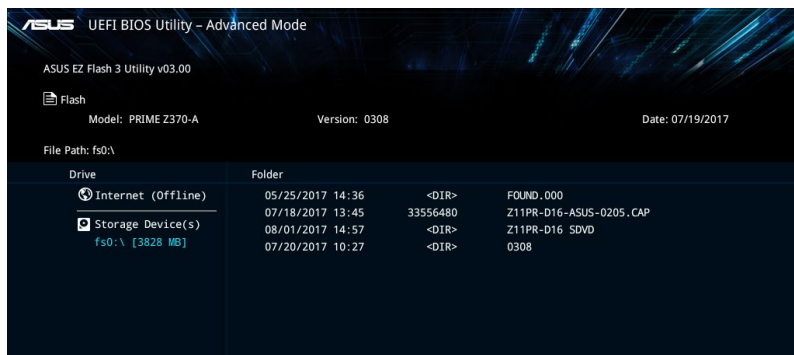 ASUS UEFI BIOS Utility – Advanced Mode
ASUS EZ Flash 3 Utility v03.00
Flash
Model: PRIME Z370-A Version: 0308 Date: 07/19/2017
File Path: fs0:\
Drive Folder
Internet (Offline) 05/25/2017 14:36 <DIR> FOUND.000
07/18/2017 13:45 33556480 Z11PR-D16-ASUS-0205.CAP
Storage Device(s) 08/01/2017 14:57 <DIR> Z11PR-D16 SDVD
fs0:\ [3828 MB] 07/20/2017 10:27 <DIR> 0308